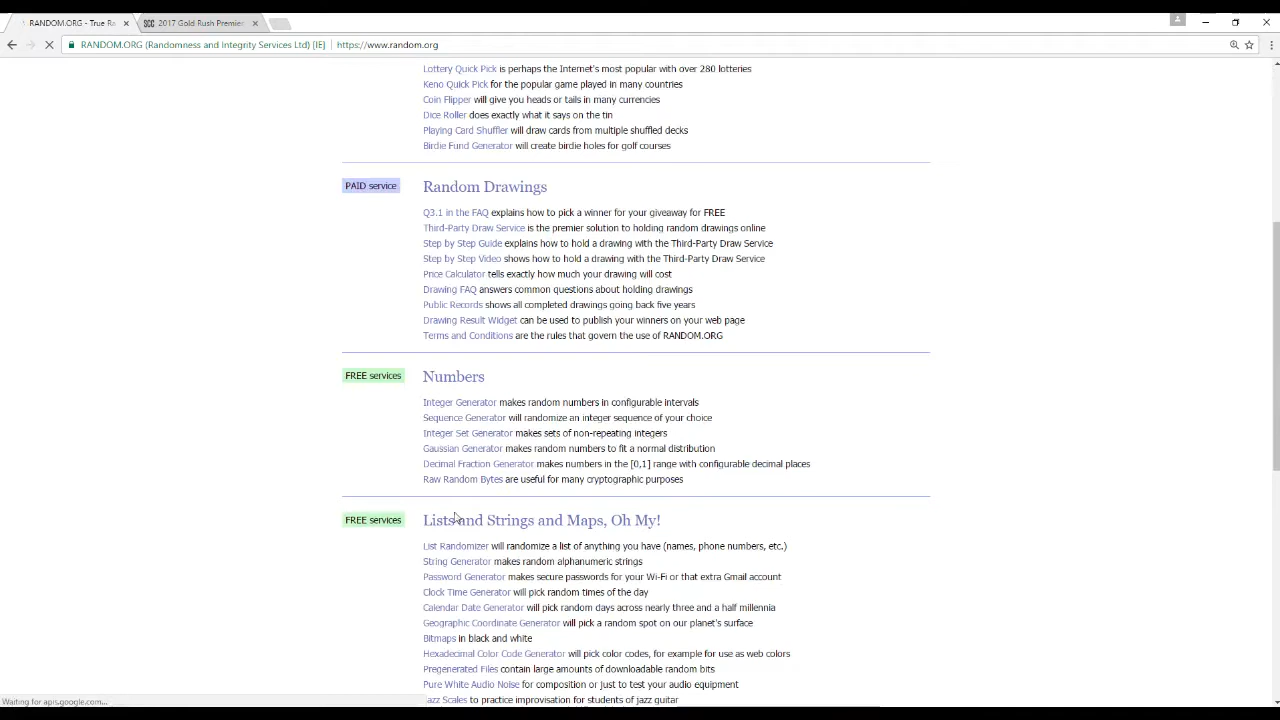 RANDOM.ORG - True Ra
SCC 2017 Gold Rush Premier
RANDOM.ORG (Randomness and Integrity Services Ltd) [IE] https://www.random.org
Lottery Quick Pick is perhaps the Internet's most popular with over 280 lotteries
Keno Quick Pick for the popular game played in many countries
Coin Flipper will give you heads or tails in many currencies
Dice Roller does exactly what it says on the tin
Playing Card Shuffler will draw cards from multiple shuffled decks
Birdie Fund Generator will create birdie holes for golf courses
PAID service Random Drawings
Q3.1 in the FAQ explains how to pick a winner for your giveaway for FREE
Third-Party Draw Service is the premier solution to holding random drawings online
Step by Step Guide explains how to hold a drawing with the Third-Party Draw Service
Step by Step Video shows how to hold a drawing with the Third-Party Draw Service
Price Calculator tells exactly how much your drawing will cost
Drawing FAQ answers common questions about holding drawings
Public Records shows all completed drawings going back five years
Drawing Result Widget can be used to publish your winners on your web page
Terms and Conditions are the rules that govern the use of RANDOM.ORG
FREE services Numbers
Integer Generator makes random numbers in configurable intervals
Sequence Generator will randomize an integer sequence of your choice
Integer Set Generator makes sets of non-repeating integers
Gaussian Generator makes random numbers to fit a normal distribution
Decimal Fraction Generator makes numbers in the [0,1] range with configurable decimal places
Raw Random Bytes are useful for many cryptographic purposes
FREE services Lists and Strings and Maps, Oh My!
List Randomizer will randomize a list of anything you have (names, phone numbers, etc.)
String Generator makes random alphanumeric strings
Password Generator makes secure passwords for your Wi-Fi or that extra Gmail account
Clock Time Generator will pick random times of the day
Calendar Date Generator will pick random days across nearly three and a half millennia
Geographic Coordinate Generator will pick a random spot on our planet's surface
Bitmaps in black and white
Hexadecimal Color Code Generator will pick color codes, for example for use as web colors
Pregenerated Files contain large amounts of downloadable random bits
Pure White Audio Noise for composition or just to test your audio equipment
Jazz Scales to practice improvisation for students of jazz guitar
Waiting for apis.google.com...